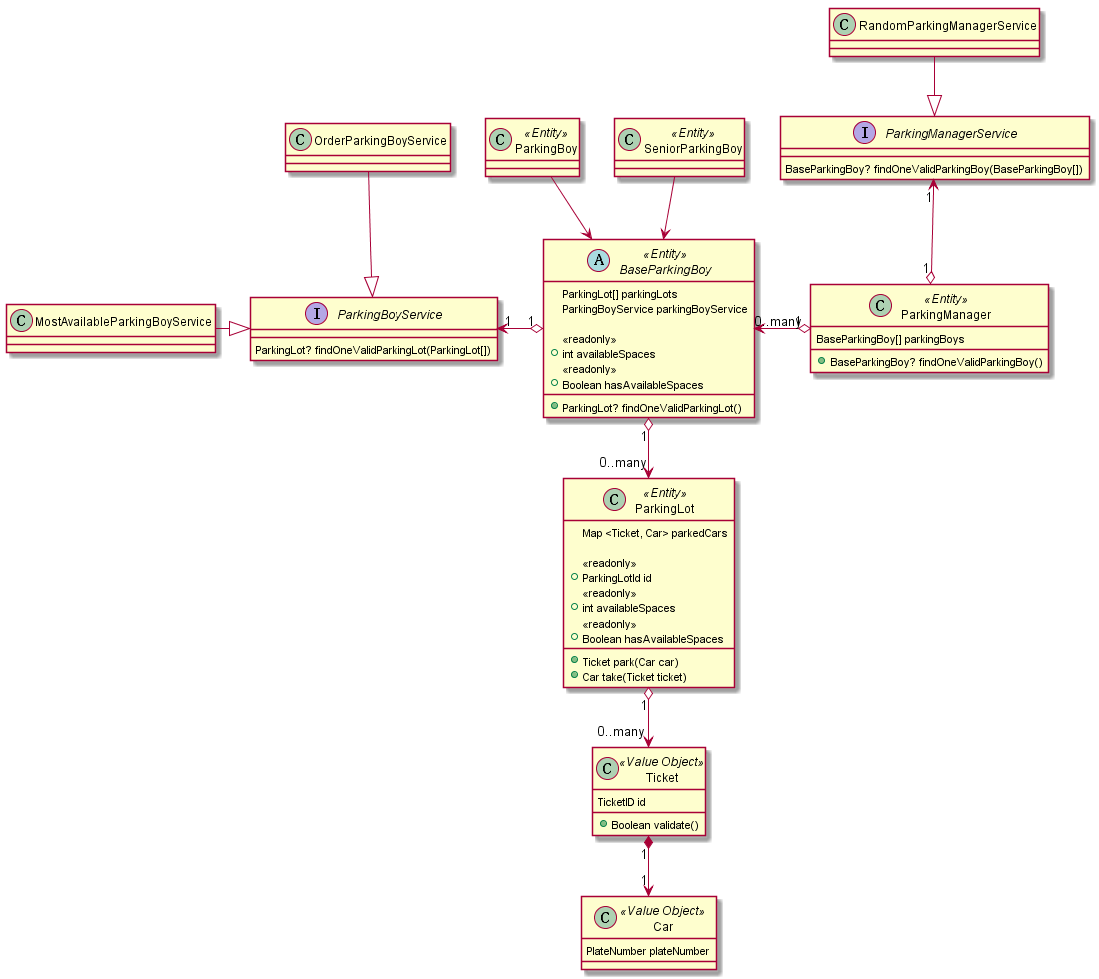 C RandomParkingManagerService
I ParkingManagerService
BaseParkingBoy? findOneValidParkingBoy(BaseParkingBoy[])
C OrderParkingBoyService
C «Entity»
ParkingBoy
C «Entity»
SeniorParkingBoy
1
1
A «Entity»
BaseParkingBoy
ParkingLot[] parkingLots
ParkingBoyService parkingBoyService
«readonly»
int availableSpaces
«readonly»
Boolean hasAvailableSpaces
ParkingLot? findOneValidParkingLot()
C MostAvailableParkingBoyService
I ParkingBoyService
ParkingLot? findOneValidParkingLot(ParkingLot[])
1 1
0..many 1
C «Entity»
ParkingManager
BaseParkingBoy[] parkingBoys
BaseParkingBoy? findOneValidParkingBoy()
1
0..many
C «Entity»
ParkingLot
Map <Ticket, Car> parkedCars
«readonly»
ParkingLotId id
«readonly»
int availableSpaces
«readonly»
Boolean hasAvailableSpaces
Ticket park(Car car)
Car take(Ticket ticket)
1
0..many
C «Value Object»
Ticket
TicketID id
Boolean validate()
1
1
C «Value Object»
Car
PlateNumber plateNumber